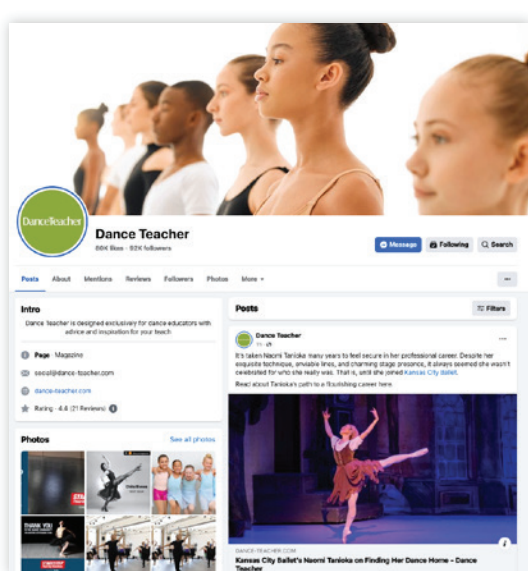 DanceTeacher
Dance Teacher
92K followers
Message
Following
Search
Posts
About
Mentions
Reviews
Followers
Photos
More
Intro
Dance Teacher is designed exclusively for dance educators with
advice and inspiration for your teach
Page · Magazine
social@dance-teacher.com
dance-teacher.com
Rating · 4.4 (21 Reviews)
Photos
See all photos
THANK YOU
Posts
Filters
Dance Teacher
It's taken Naomi Tanioka many years to feel secure in her professional career. Despite her
exquisite technique, enviable lines, and charming stage presence, it always seemed she wasn't
celebrated for who she really was. That is, until she joined Kansas City Ballet.
Read about Tanioka's path to a flourishing career here.
DANCE-TEACHER.COM
Kansas City Ballet's Naomi Tanioka on Finding Her Dance Home - Dance
Teacher